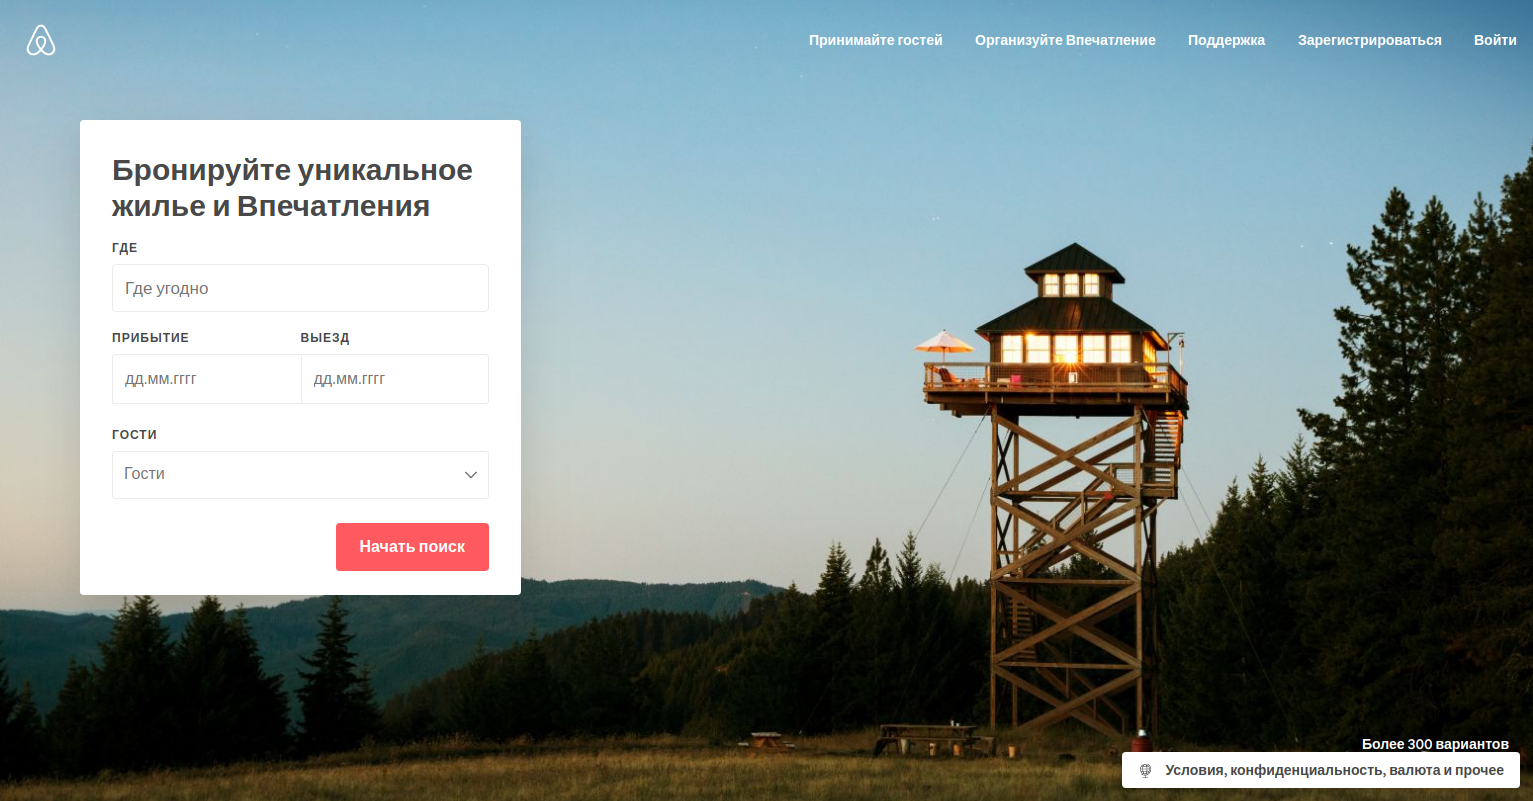 Принимайте гостей Организуйте Впечатление Поддержка Зарегистрироваться Войти
Бронируйте уникальное
жилье и Впечатления
ГДЕ
Где угодно
ПРИБЫТИЕ ВЫЕЗД
дд.мм.гггг дд.мм.гггг
ГОСТИ
Гости
Начать поиск
Более 300 вариантов
Условия, конфиденциальность, валюта и прочее